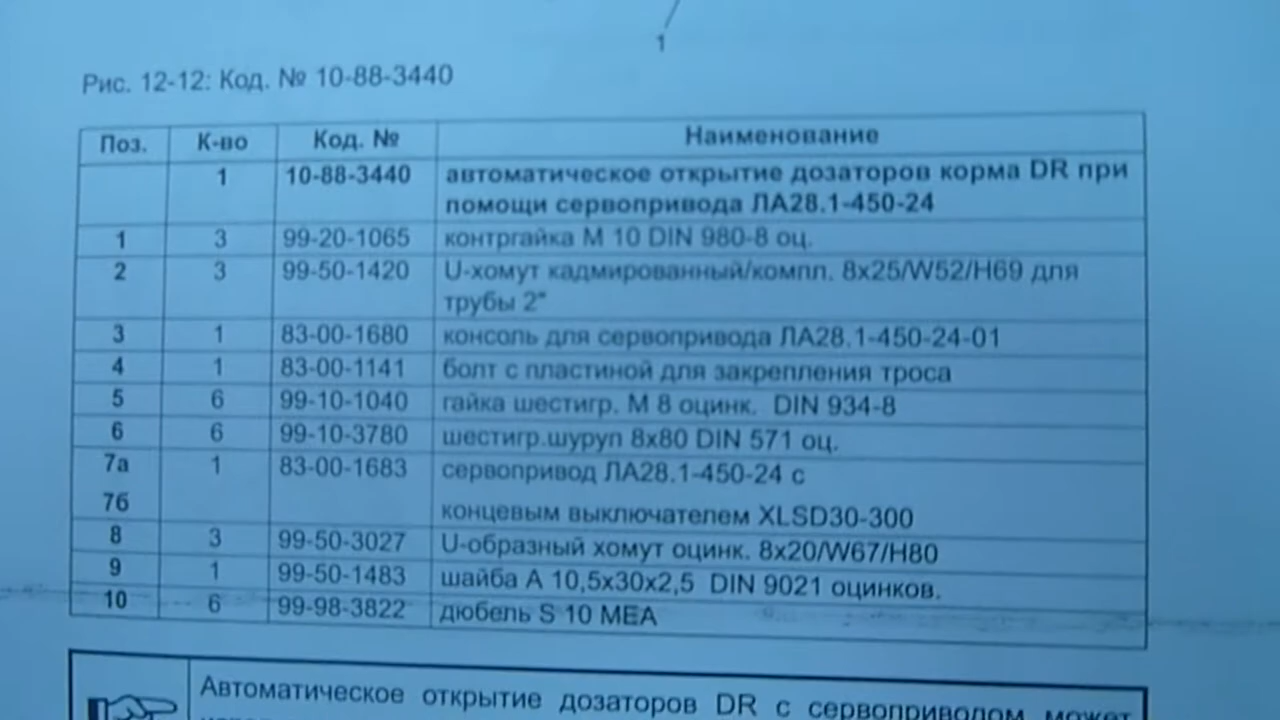 1
Рис. 12-12: Код. № 10-88-3440
Поз. К-во Код. № Наименование
1 10-88-3440 автоматическое открытие дозаторов корма DR при
помощи сервопривода ЛА28.1-450-24
1 3 99-20-1065 контргайка М 10 DIN 980-8 оц.
2 3 99-50-1420 U-хомут кадмированный/компл. 8х25/W52/H69 для
трубы 2"
3 1 83-00-1680 консоль для сервопривода ЛА28.1-450-24-01
4 1 83-00-1141 болт с пластиной для закрепления троса
5 6 99-10-1040 гайка шестигр. М 8 оцинк. DIN 934-8
6 6 99-10-3780 шестигр.шуруп 8х80 DIN 571 оц.
7а 1 83-00-1683 сервопривод ЛА28.1-450-24 с
7б концевым выключателем XLSD30-300
8 3 99-50-3027 U-образный хомут оцинк. 8х20/W67/H80
9 1 99-50-1483 шайба А 10,5х30х2,5 DIN 9021 оцинков.
10 6 99-98-3822 дюбель S 10 МЕА
Автоматическое открытие дозаторов DR с сервоприводом может